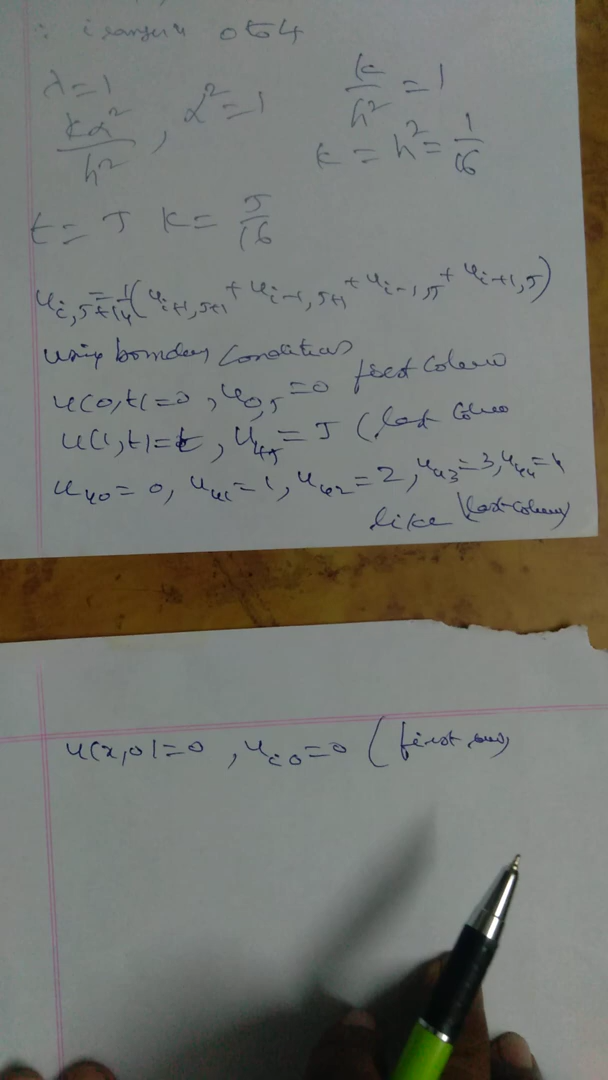 ∴ i ranges 0 to 4
λ=1
kα²/h² , α²=1
k/h² = 1
k = h² = 1/16
t = J k = J/16
u_{i,J+1} = 1/4 (u_{i+1,J+1} + u_{i-1,J+1} + u_{i-1,J} + u_{i+1,J})
using boundary conditions
u(0,t)=0 , u_{0,J}=0 first column
u(1,t)=t , u_{4J} = J (last column
u_{40}=0, u_{41}=1, u_{42}=2, u_{43}=3, u_{44}=4
like (last column)
u(x,0)=0 , u_{i0}=0 (first row)